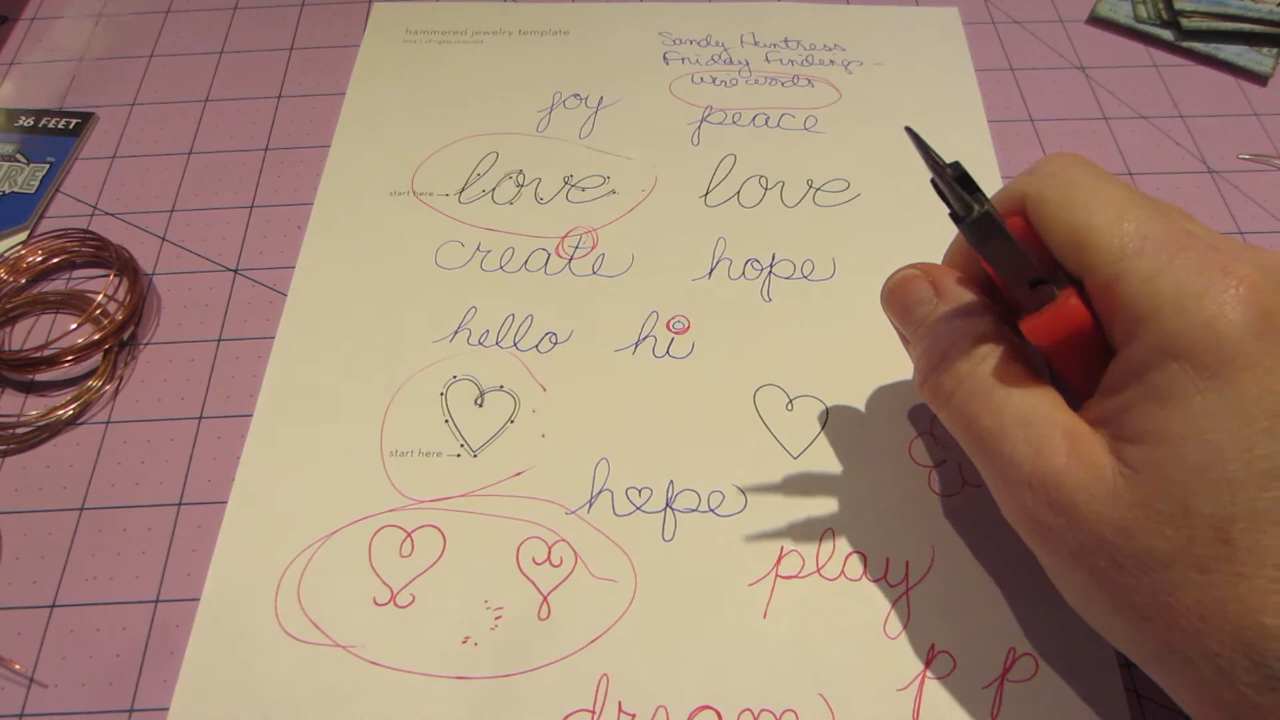 36 FEET
hammered jewelry template
Sandy Huntress
Friday Findings -
wire words
joy peace
start here love love
create hope
hello hi
start here
hope
play
p p
dream